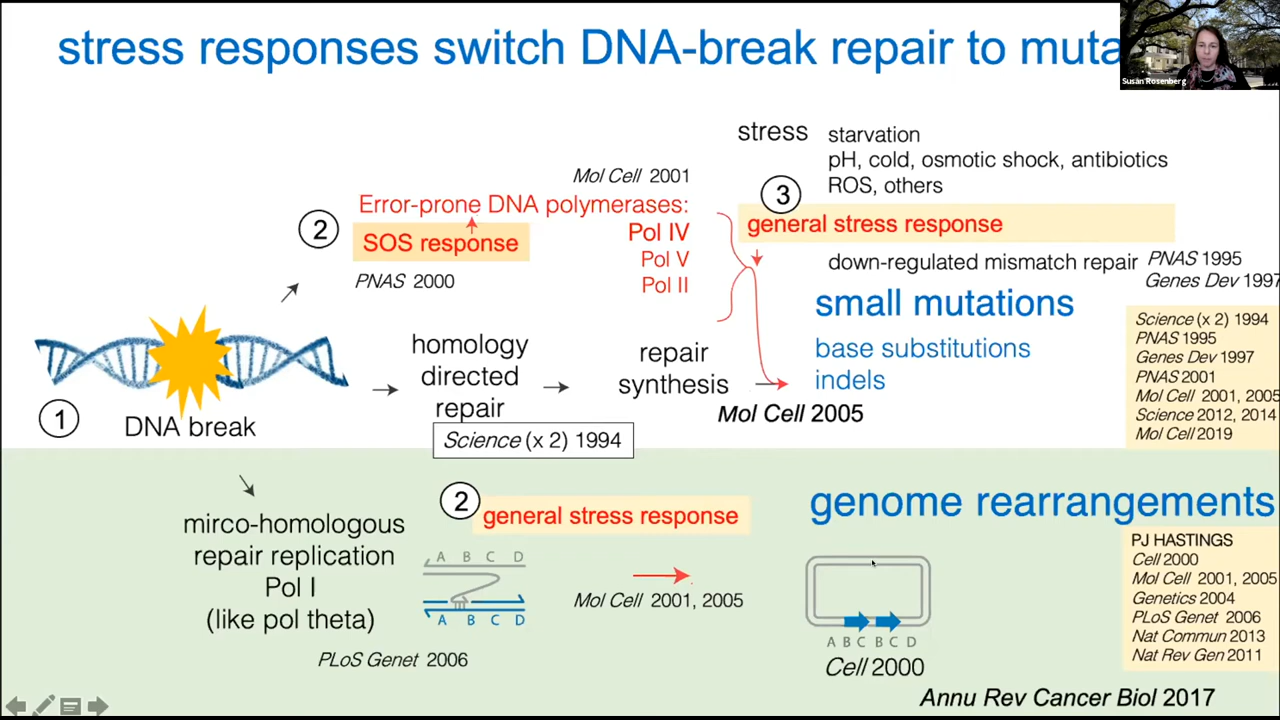 stress responses switch DNA-break repair to muta
Susan Rosenberg
stress
starvation
pH, cold, osmotic shock, antibiotics
ROS, others
Mol Cell 2001
Error-prone DNA polymerases:
2
SOS response
PNAS 2000
Pol IV
Pol V
Pol II
3
general stress response
down-regulated mismatch repair
PNAS 1995
Genes Dev 1997
small mutations
base substitutions
indels
1
DNA break
homology
directed
repair
Science (x 2) 1994
repair
synthesis
Mol Cell 2005
Science (x 2) 1994
PNAS 1995
Genes Dev 1997
PNAS 2001
Mol Cell 2001, 2005
Science 2012, 2014
Mol Cell 2019
mirco-homologous
repair replication
Pol I
(like pol theta)
PLoS Genet 2006
2
general stress response
A B C D
A B C D
Mol Cell 2001, 2005
genome rearrangements
A B C B C D
Cell 2000
PJ HASTINGS
Cell 2000
Mol Cell 2001, 2005
Genetics 2004
PLoS Genet 2006
Nat Commun 2013
Nat Rev Gen 2011
Annu Rev Cancer Biol 2017